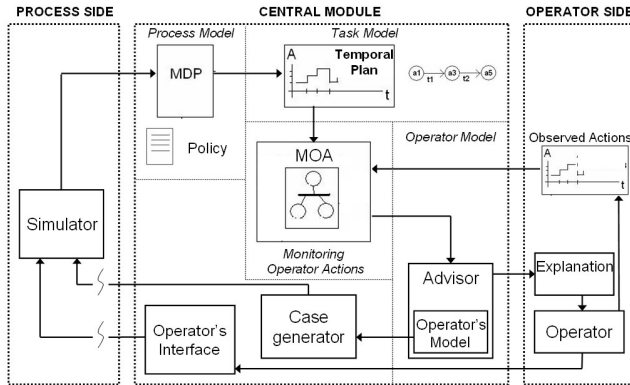 PROCESS SIDE
CENTRAL MODULE
OPERATOR SIDE
Process Model
Task Model
A
Temporal
Plan
t
a1
t1
a3
t2
a5
MDP
Policy
Operator Model
MOA
Observed Actions
A
t
Simulator
Monitoring
Operator Actions
Advisor
Operator's
Model
Explanation
Case
generator
Operator's
Interface
Operator